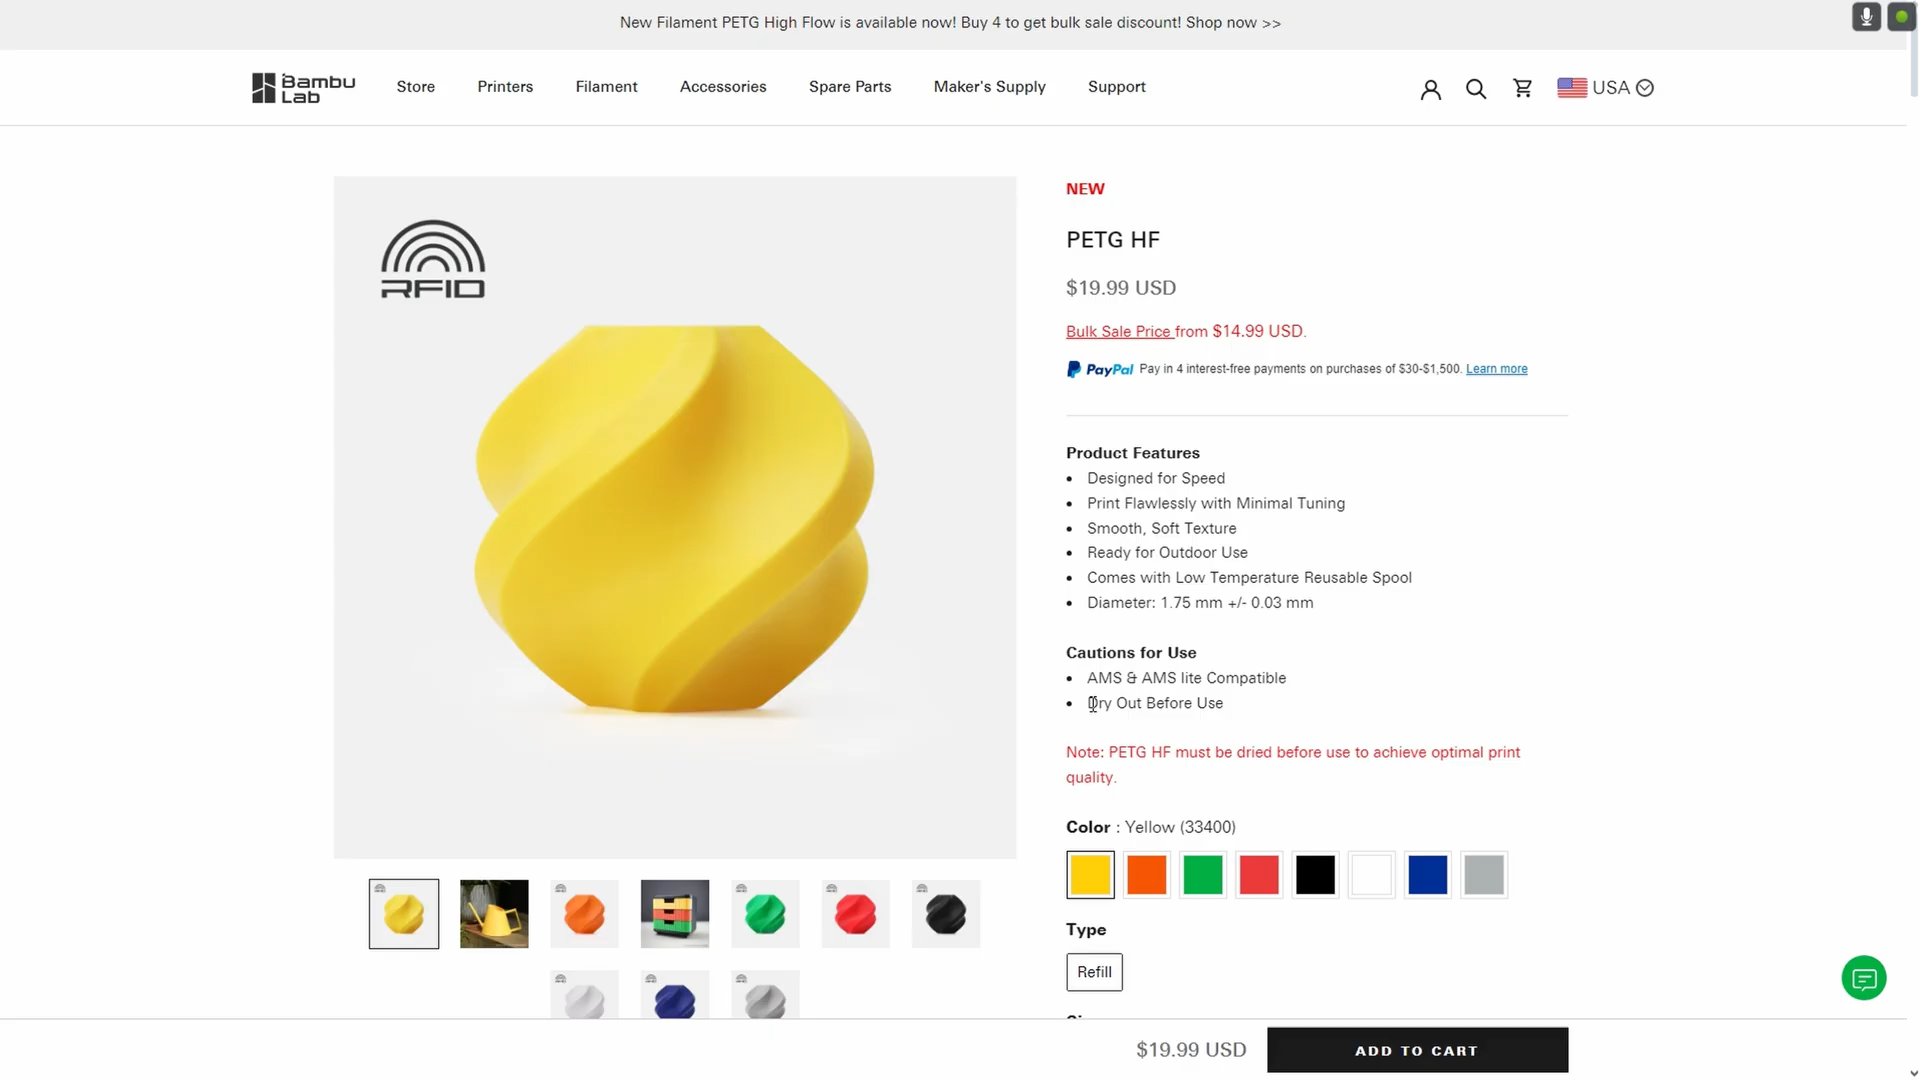 New Filament PETG High Flow is available now! Buy 4 to get bulk sale discount! Shop now >>
Bambu
Lab
Store
Printers
Filament
Accessories
Spare Parts
Maker's Supply
Support
USA
RFID
NEW
PETG HF
$19.99 USD
Bulk Sale Price from $14.99 USD.
PayPal Pay in 4 interest-free payments on purchases of $30-$1,500. Learn more
Product Features
• Designed for Speed
• Print Flawlessly with Minimal Tuning
• Smooth, Soft Texture
• Ready for Outdoor Use
• Comes with Low Temperature Reusable Spool
• Diameter: 1.75 mm +/- 0.03 mm
Cautions for Use
• AMS & AMS lite Compatible
• Dry Out Before Use
Note: PETG HF must be dried before use to achieve optimal print
quality.
Color : Yellow (33400)
Type
Refill
$19.99 USD
ADD TO CART